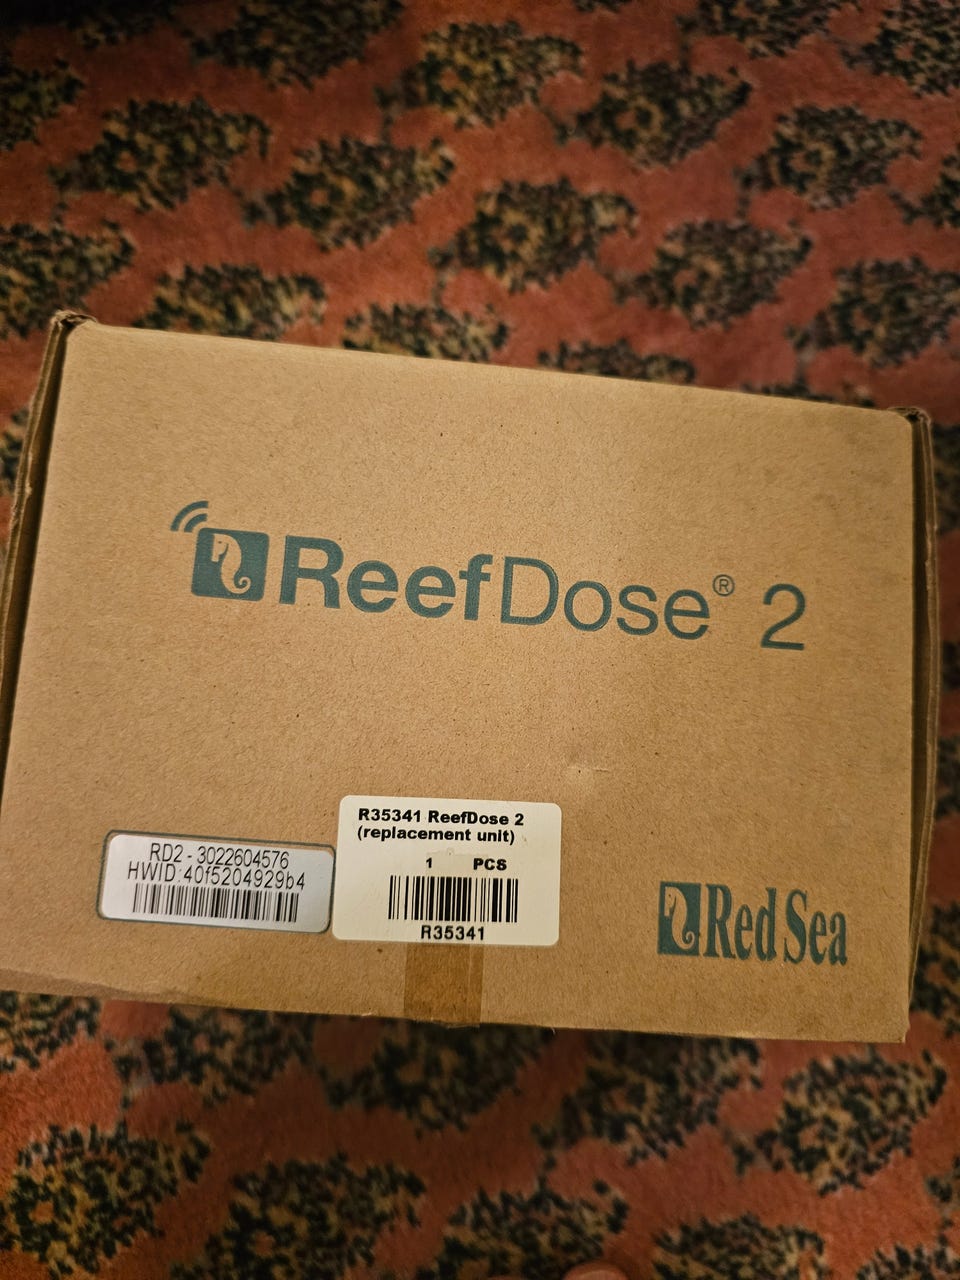 ReefDose® 2
R35341 ReefDose 2
(replacement unit)
1 PCS
R35341
RD2 - 3022604576
HWID:40f5204929b4
Red Sea